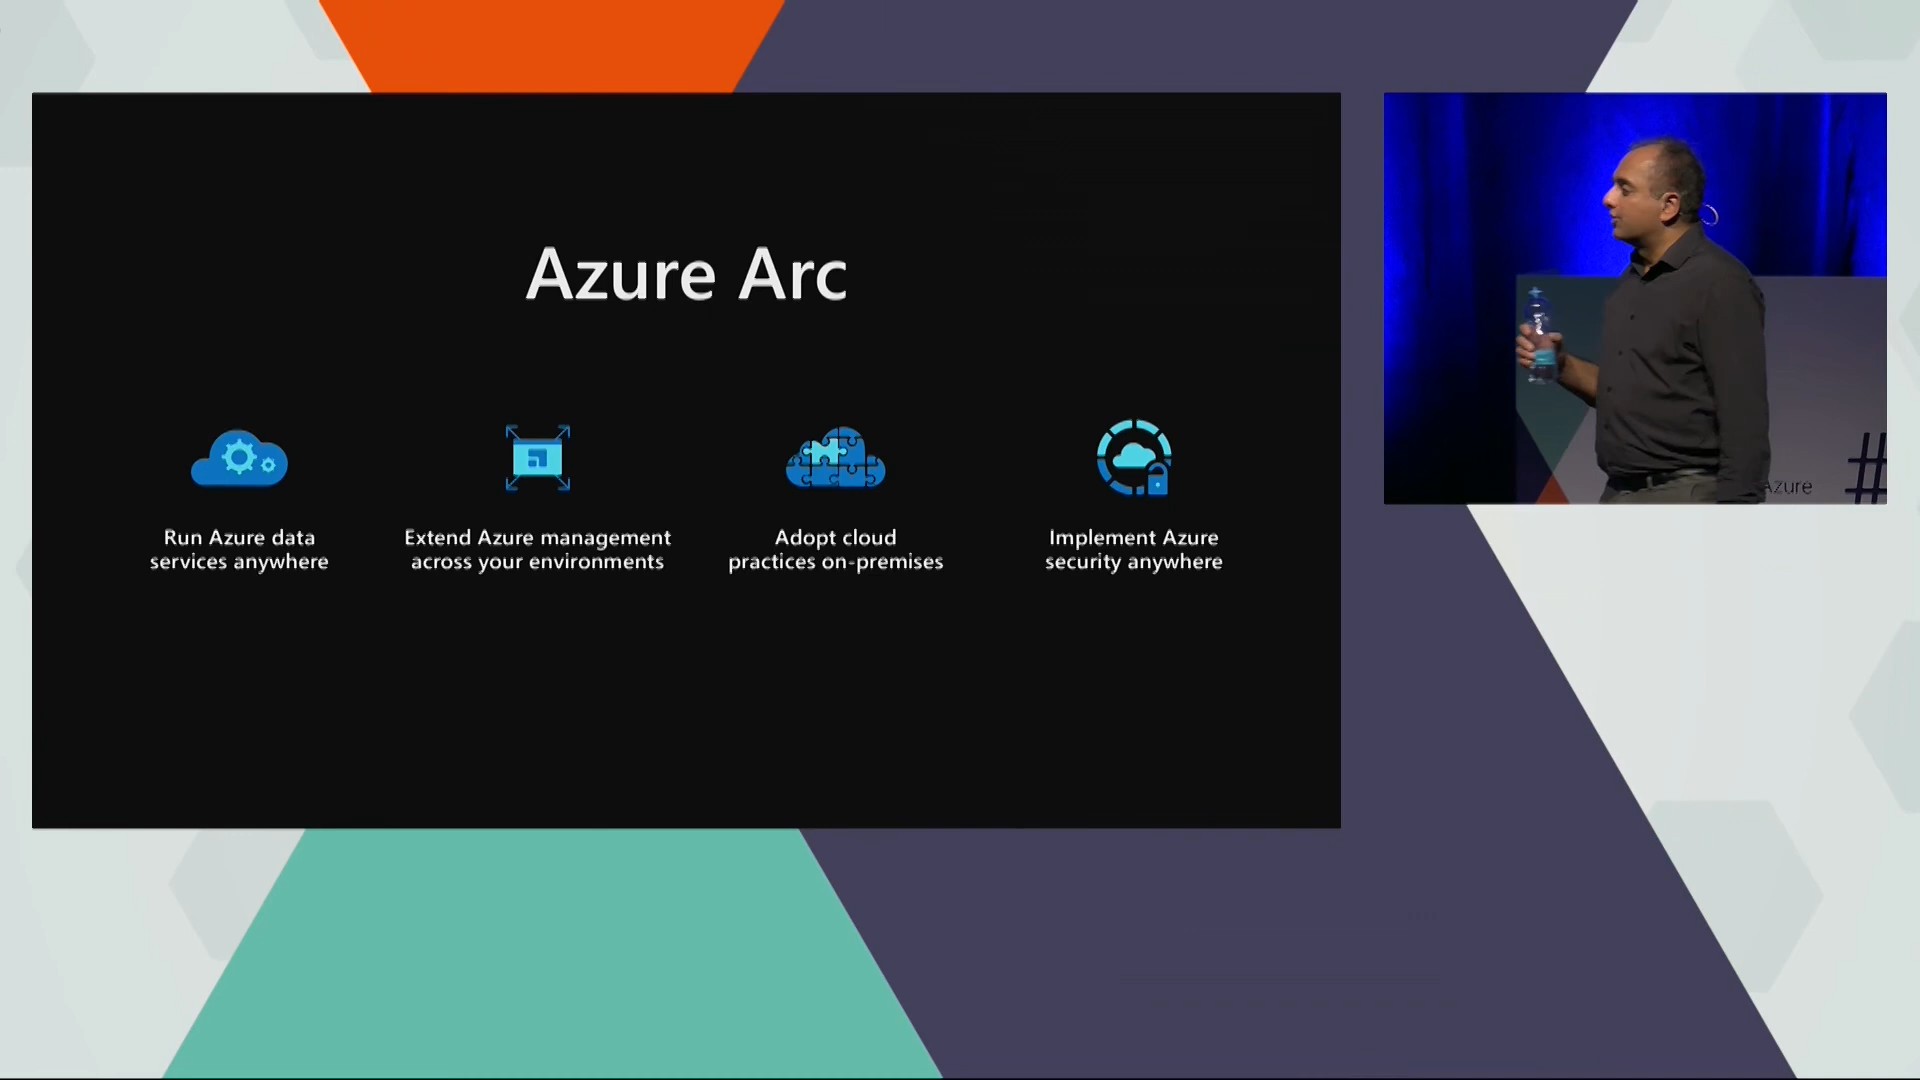 Azure Arc
Run Azure data
services anywhere
Extend Azure management
across your environments
Adopt cloud
practices on-premises
Implement Azure
security anywhere
Azure
#